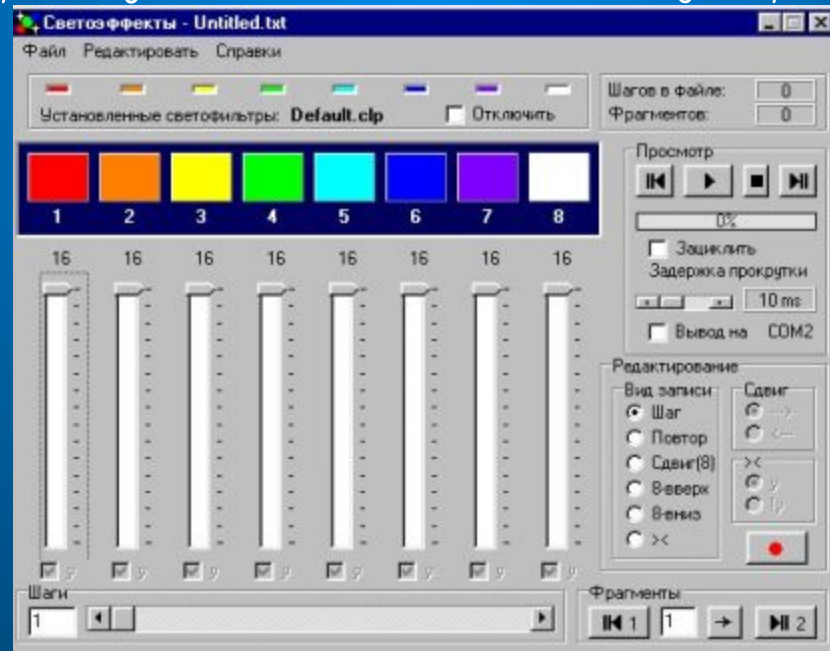 Светоэффекты - Untitled.txt
Файл Редактировать Справки
Установленные светофильтры: Default.clp Отключить
Шагов в файле: 0
Фрагментов: 0
1 2 3 4 5 6 7 8
16 16 16 16 16 16 16 16
y y y y y y y y
Просмотр
0%
Зациклить
Задержка прокрутки
10 ms
Вывод на COM2
Редактирование
Вид записи
Шаг
Повтор
Сдвиг(8)
В-вверх
В-вниз
><
Сдвиг
-->
<--
><
y
Шаги
1
Фрагменты
1 1 2